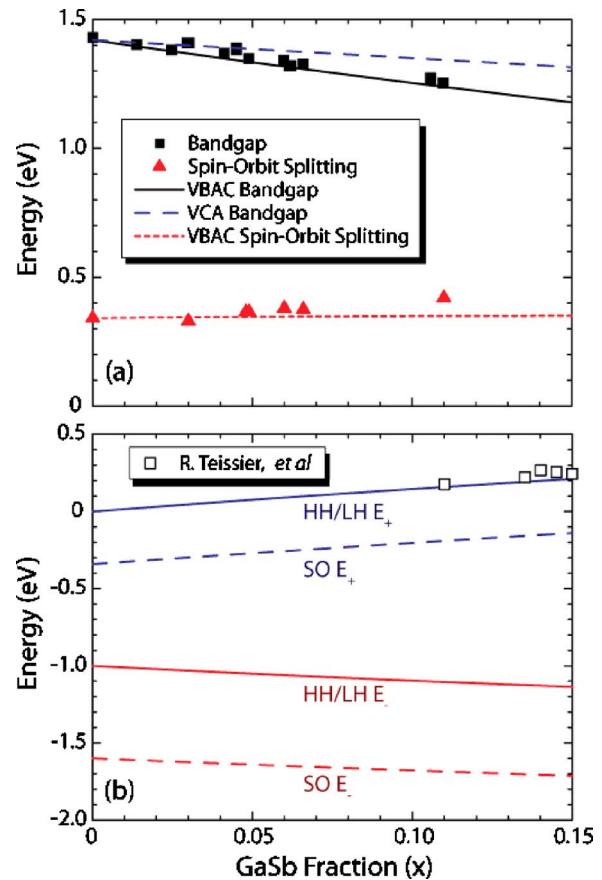 1.5
1.0
0.5
0
Energy (eV)
Bandgap
Spin-Orbit Splitting
VBAC Bandgap
VCA Bandgap
VBAC Spin-Orbit Splitting
(a)
0.5
0
-0.5
-1.0
-1.5
-2.0
Energy (eV)
R. Teissier, et al
HH/LH E+
SO E+
HH/LH E-
SO E-
(b)
0
0.05
0.10
0.15
GaSb Fraction (x)